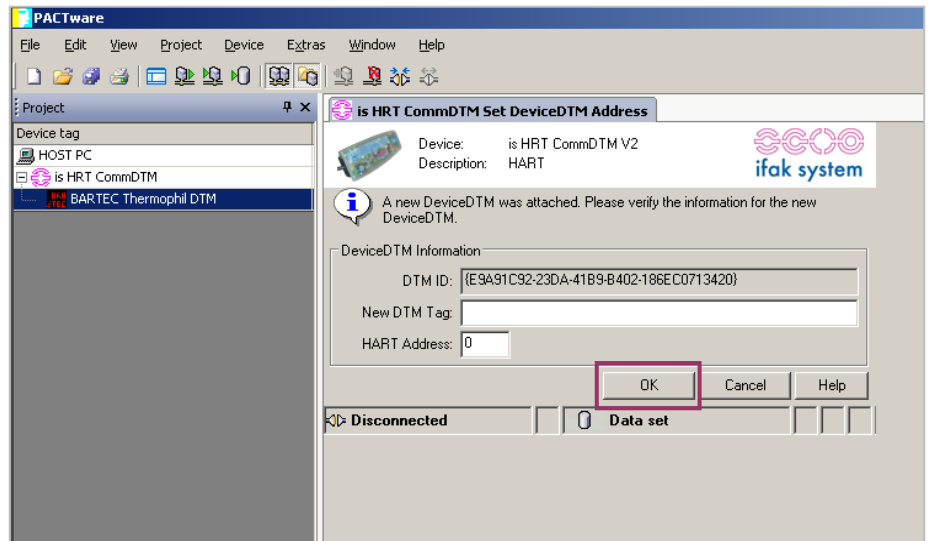 PACTware
File Edit View Project Device Extras Window Help
Project
Device tag
HOST PC
is HRT CommDTM
BARTEC Thermophil DTM
is HRT CommDTM Set DeviceDTM Address
Device: is HRT CommDTM V2
Description: HART
ifak system
A new DeviceDTM was attached. Please verify the information for the new
DeviceDTM.
DeviceDTM Information
DTM ID: {E9A91C92-23DA-41B9-B402-186EC0713420}
New DTM Tag:
HART Address: 0
OK Cancel Help
Disconnected Data set